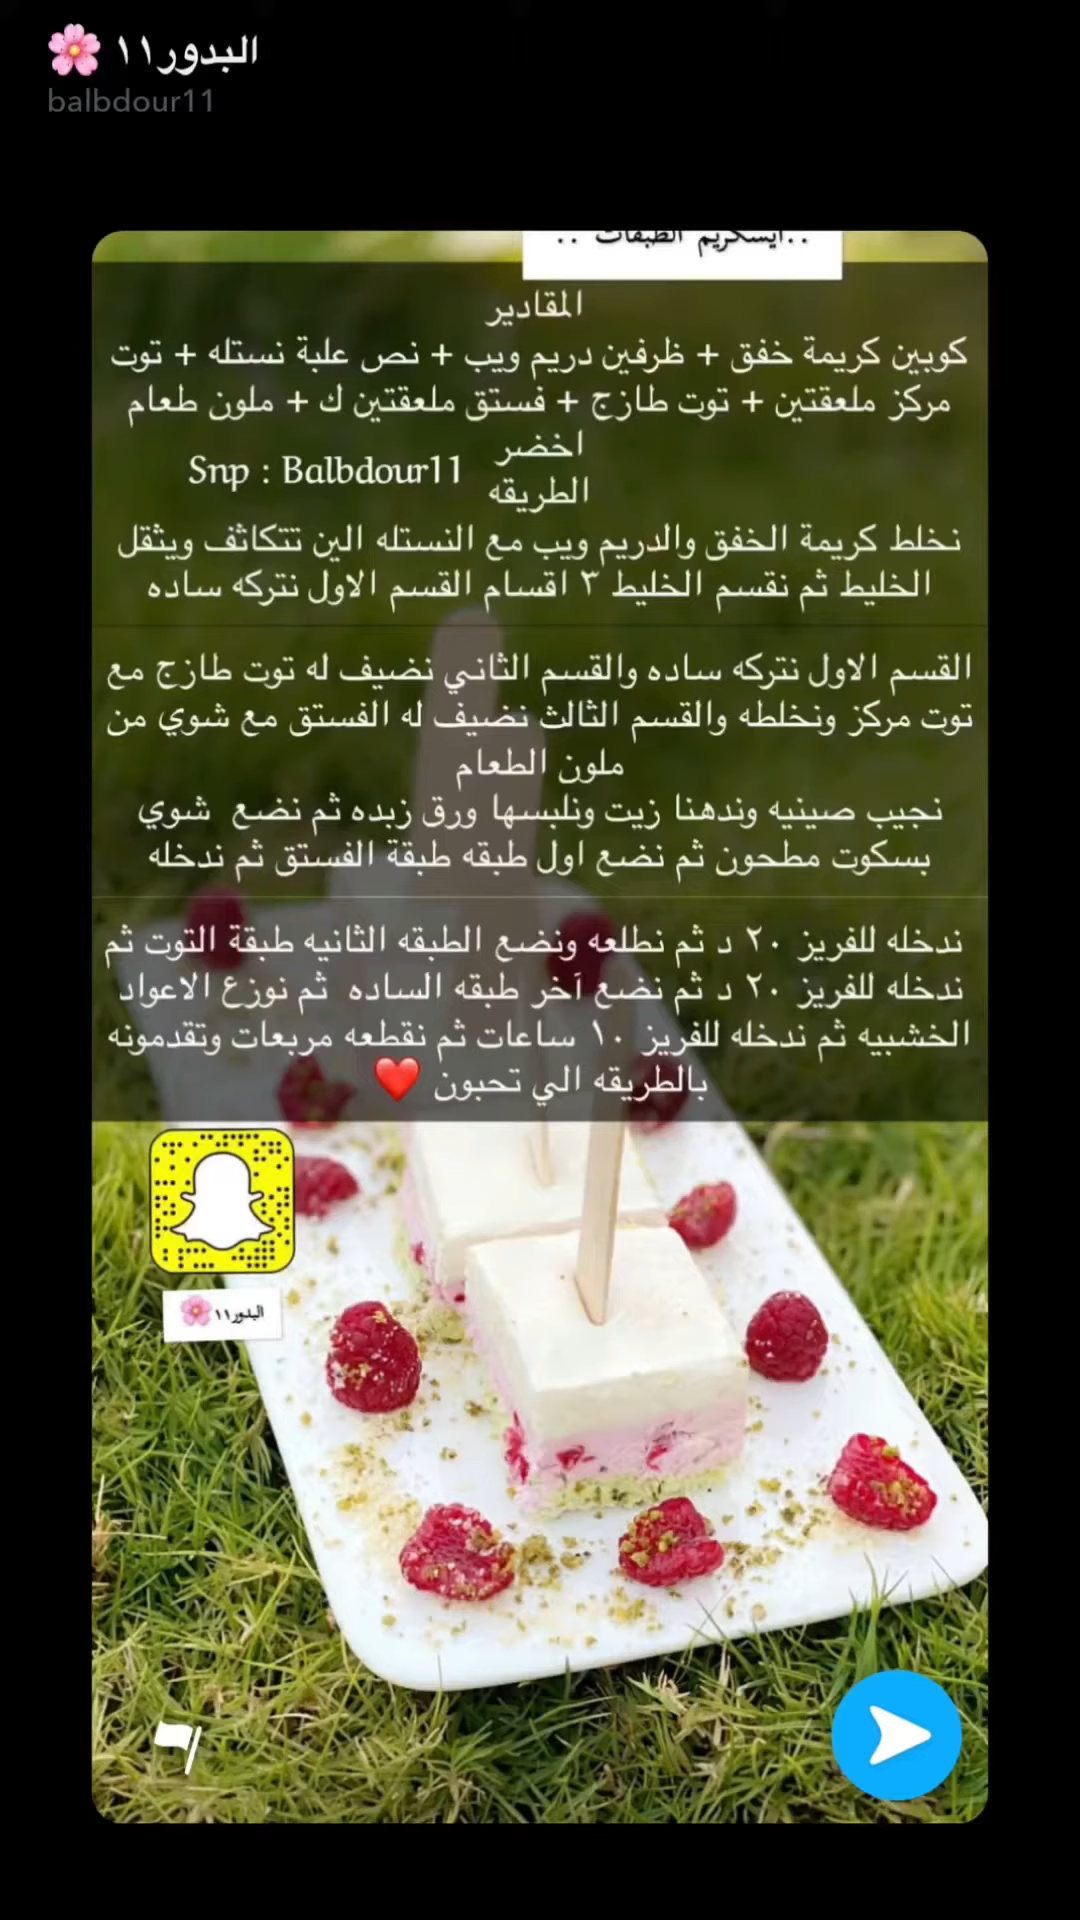 البدور١١ 🌸
balbdour11
..ايسكريم الطبقات ..
المقادير
كوبين كريمة خفق + ظرفين دريم ويب + نص علبة نستله + توت
مركز ملعقتين + توت طازج + فستق ملعقتين ك + ملون طعام
اخضر
Snp : Balbdour11
الطريقه
نخلط كريمة الخفق والدريم ويب مع النستله الين تتكاثف ويثقل
الخليط ثم نقسم الخليط ٣ اقسام القسم الاول نتركه ساده
القسم الاول نتركه ساده والقسم الثاني نضيف له توت طازج مع
توت مركز ونخلطه والقسم الثالث نضيف له الفستق مع شوي من
ملون الطعام
نجيب صينيه وندهنا زيت ونلبسها ورق زبده ثم نضع شوي
بسكوت مطحون ثم نضع اول طبقه طبقة الفستق ثم ندخله
ندخله للفريز ٢٠ د ثم نطلعه ونضع الطبقه الثانيه طبقة التوت ثم
ندخله للفريز ٢٠ د ثم نضع آخر طبقه الساده ثم نوزع الاعواد
الخشبيه ثم ندخله للفريز ١٠ ساعات ثم نقطعه مربعات وتقدمونه
بالطريقه الي تحبون ❤️
البدور١١🌸